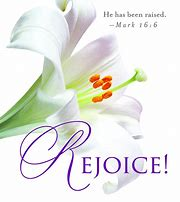 He has been raised.
—Mark 16:6
REJOICE!